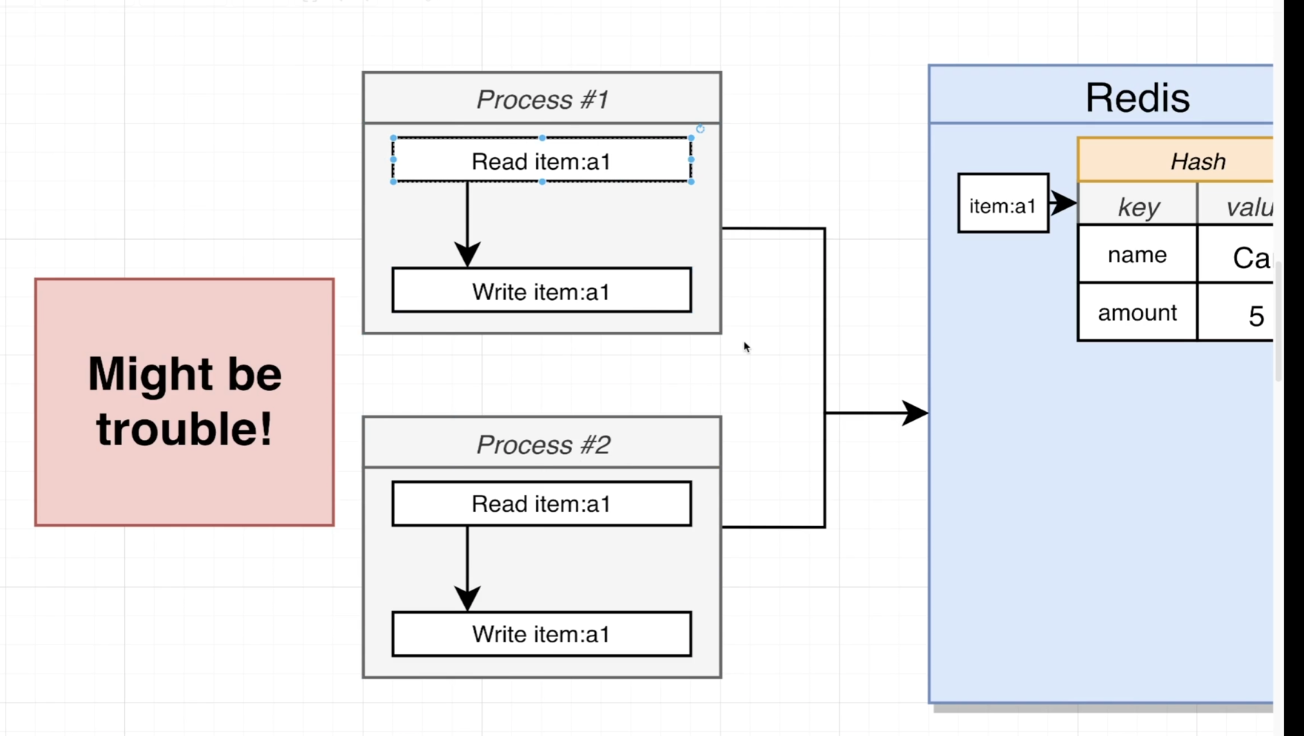 Might be
trouble!
Process #1
Read item:a1
Write item:a1
Process #2
Read item:a1
Write item:a1
Redis
item:a1
Hash
key
name
Ca
amount
5